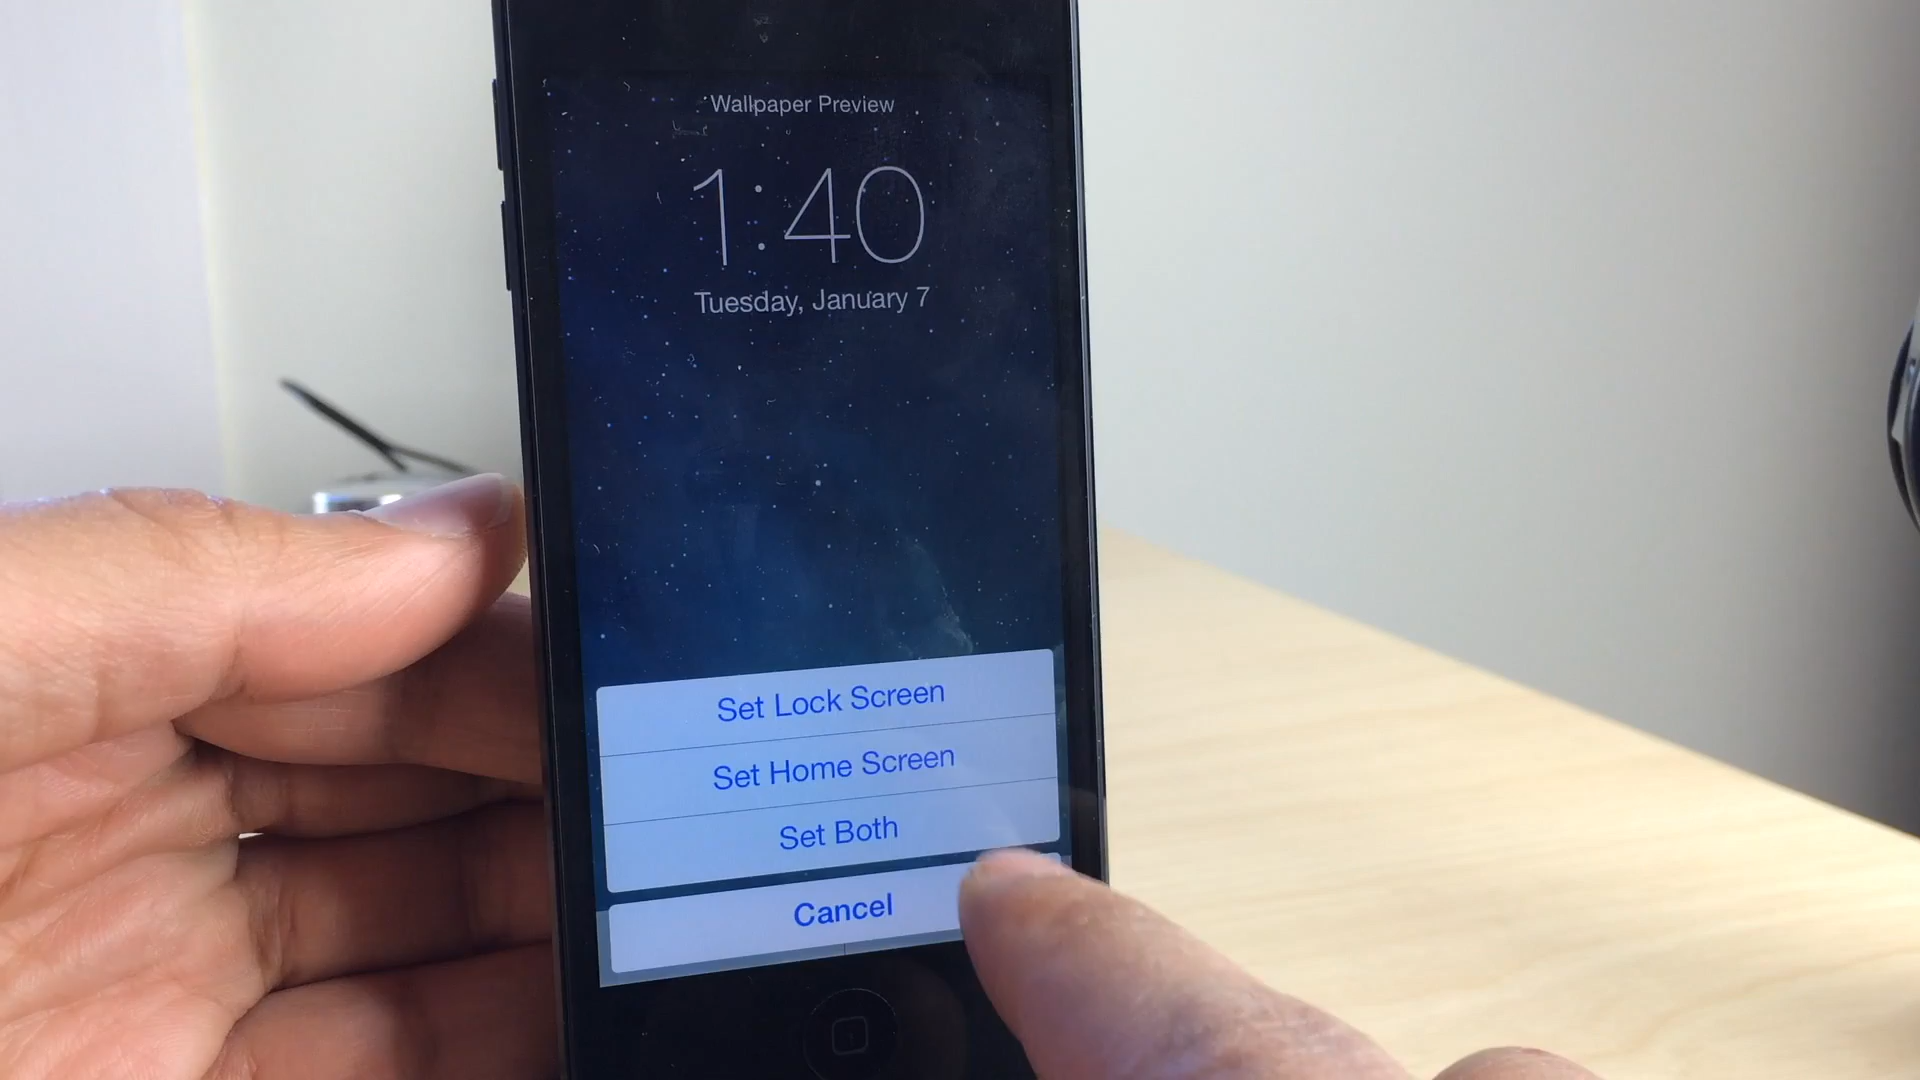 Wallpaper Preview
1:40
Tuesday, January 7
Set Lock Screen
Set Home Screen
Set Both
Cancel